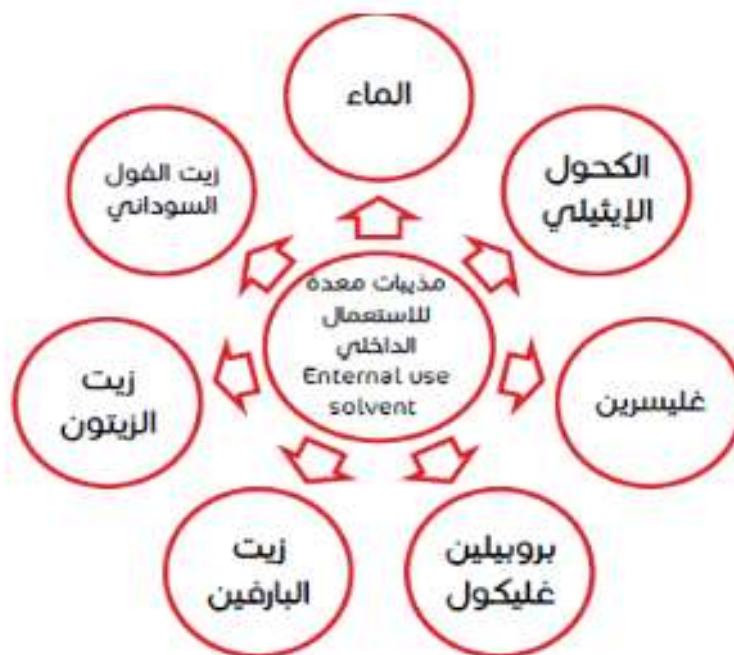 الماء
الكحول
الإيثيلي
غليسرين
بروبيلين
غليكول
زيت
البارفين
زيت
الزيتون
زيت الفول
السوداني
مذيبات معدة
للاستعمال
الداخلي
Enternal use
solvent